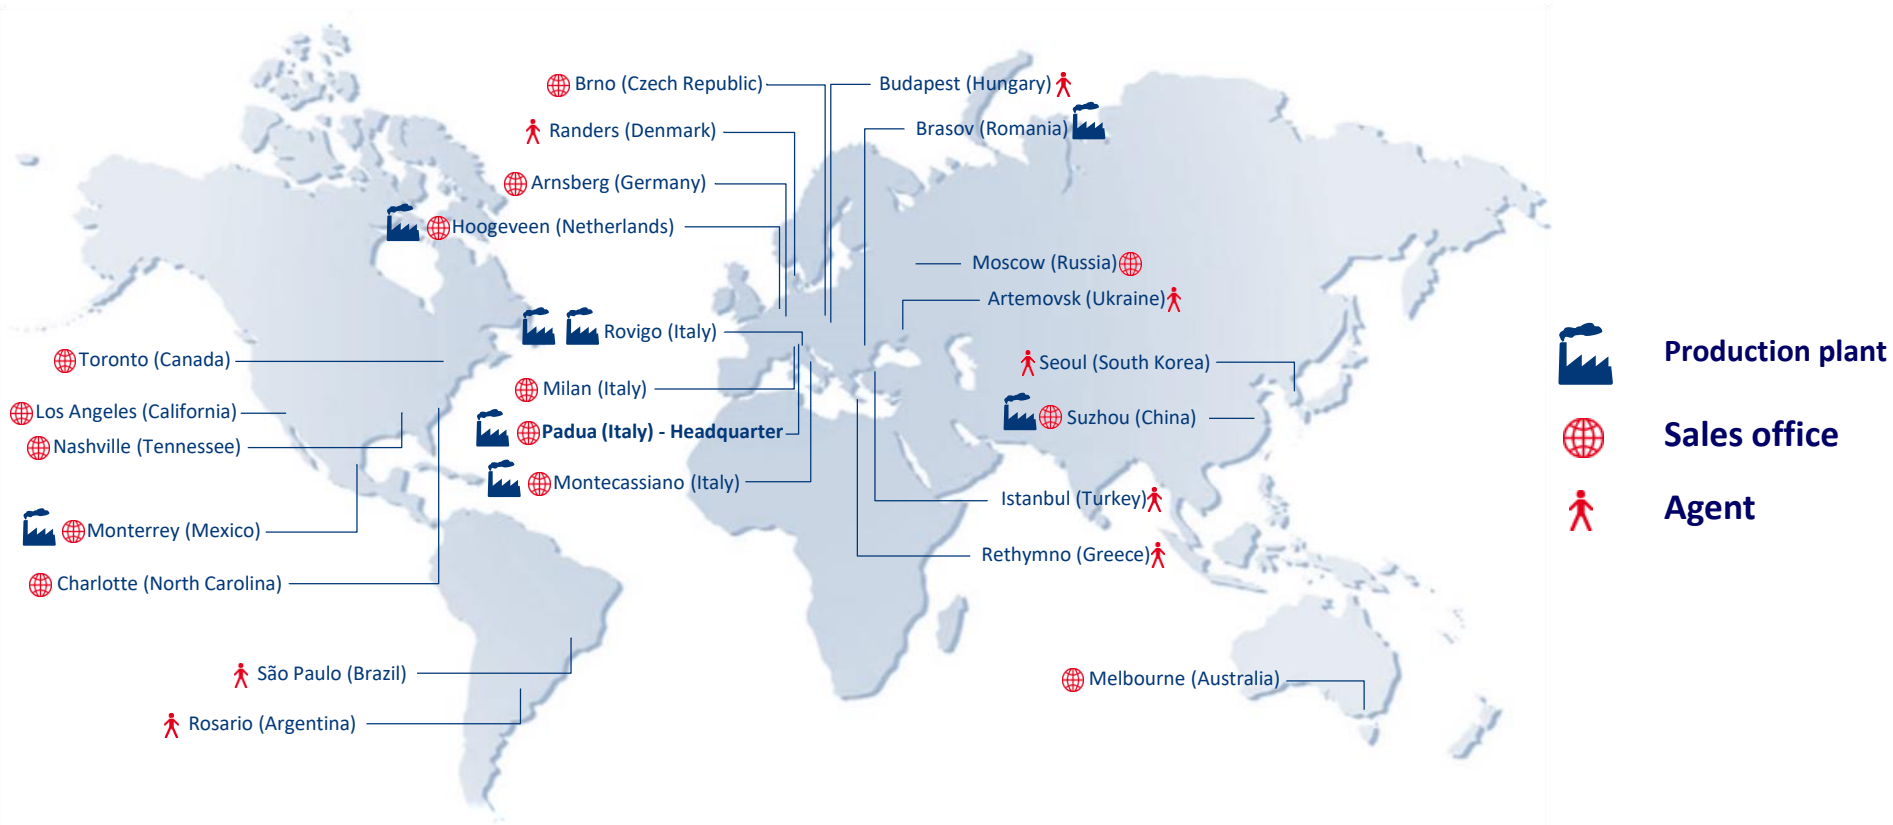 Brno (Czech Republic)
Budapest (Hungary)
Randers (Denmark)
Brasov (Romania)
Arnsberg (Germany)
Hoogeveen (Netherlands)
Moscow (Russia)
Artemovsk (Ukraine)
Rovigo (Italy)
Toronto (Canada)
Seoul (South Korea)
Milan (Italy)
Los Angeles (California)
Suzhou (China)
Padua (Italy) - Headquarter
Nashville (Tennessee)
Montecassiano (Italy)
Istanbul (Turkey)
Monterrey (Mexico)
Rethymno (Greece)
Charlotte (North Carolina)
São Paulo (Brazil)
Melbourne (Australia)
Rosario (Argentina)
Production plant
Sales office
Agent